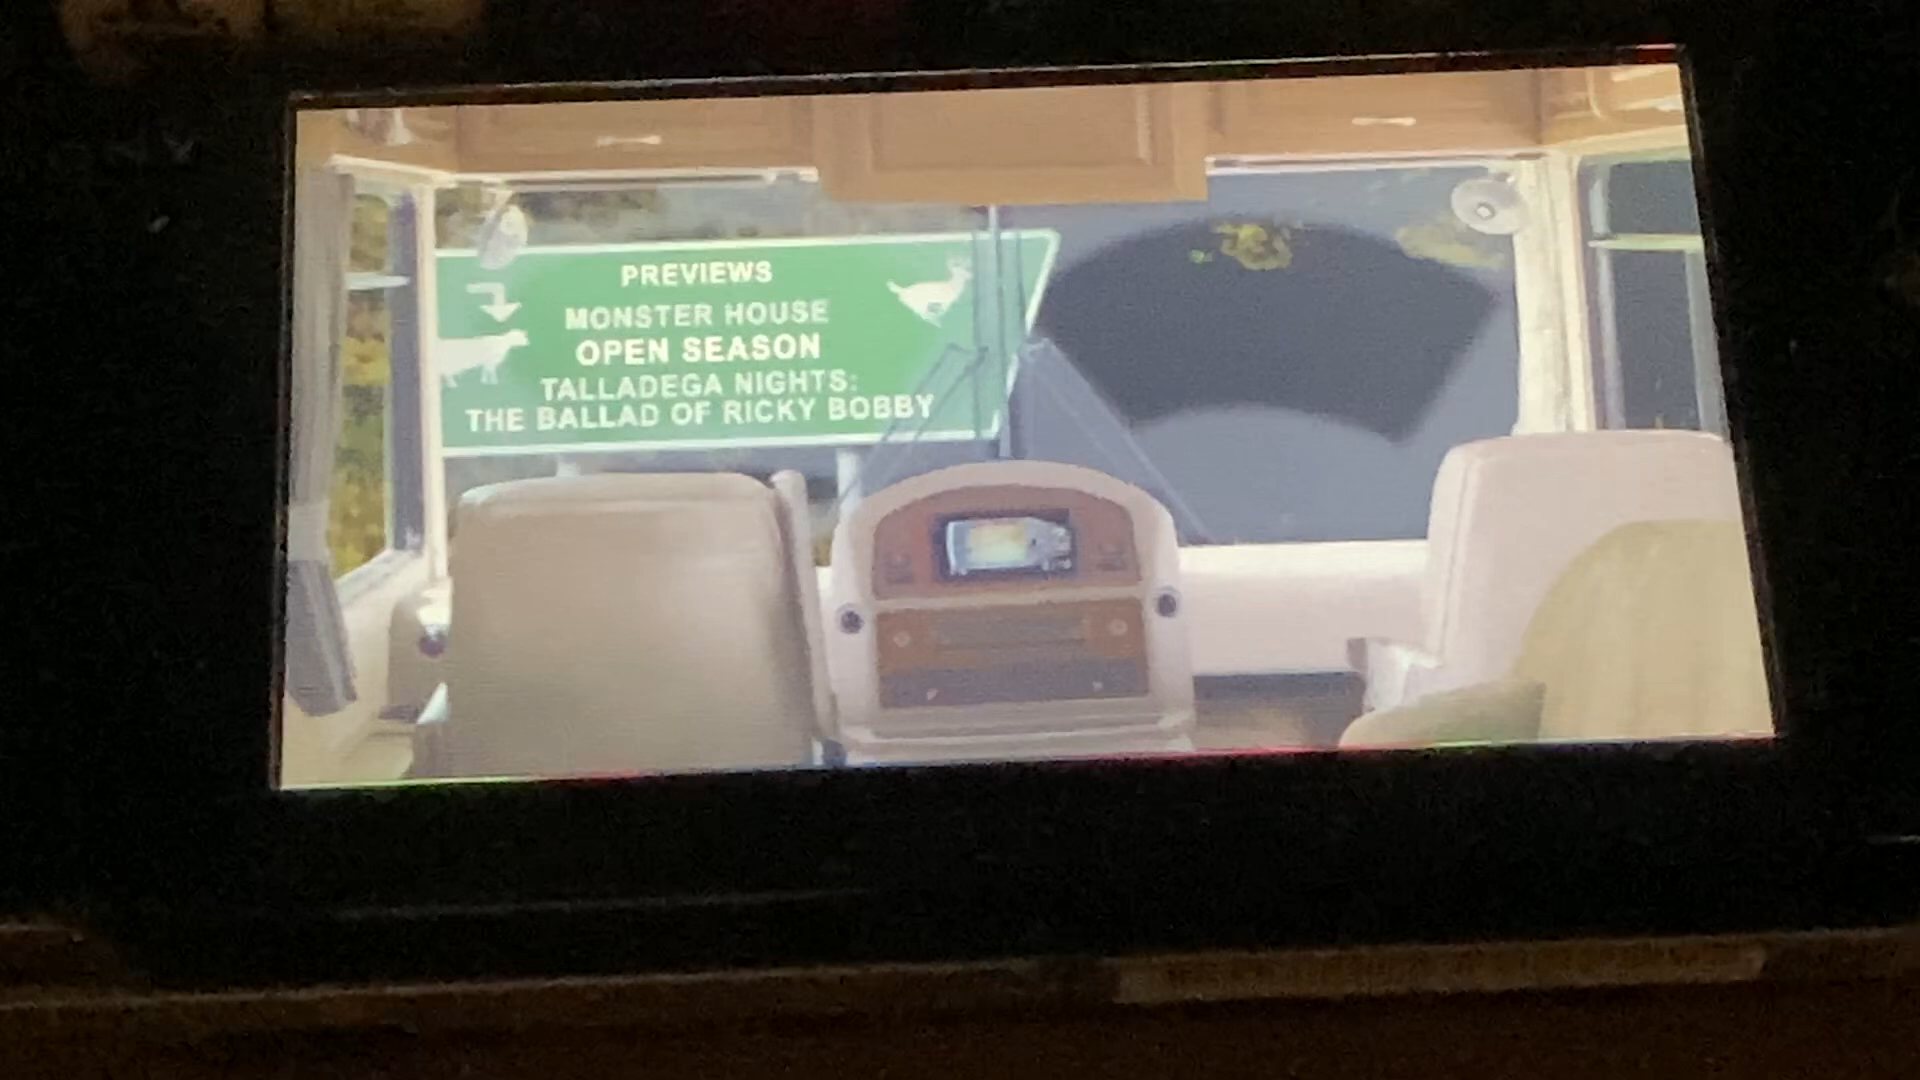 PREVIEWS
MONSTER HOUSE
OPEN SEASON
TALLADEGA NIGHTS:
THE BALLAD OF RICKY BOBBY